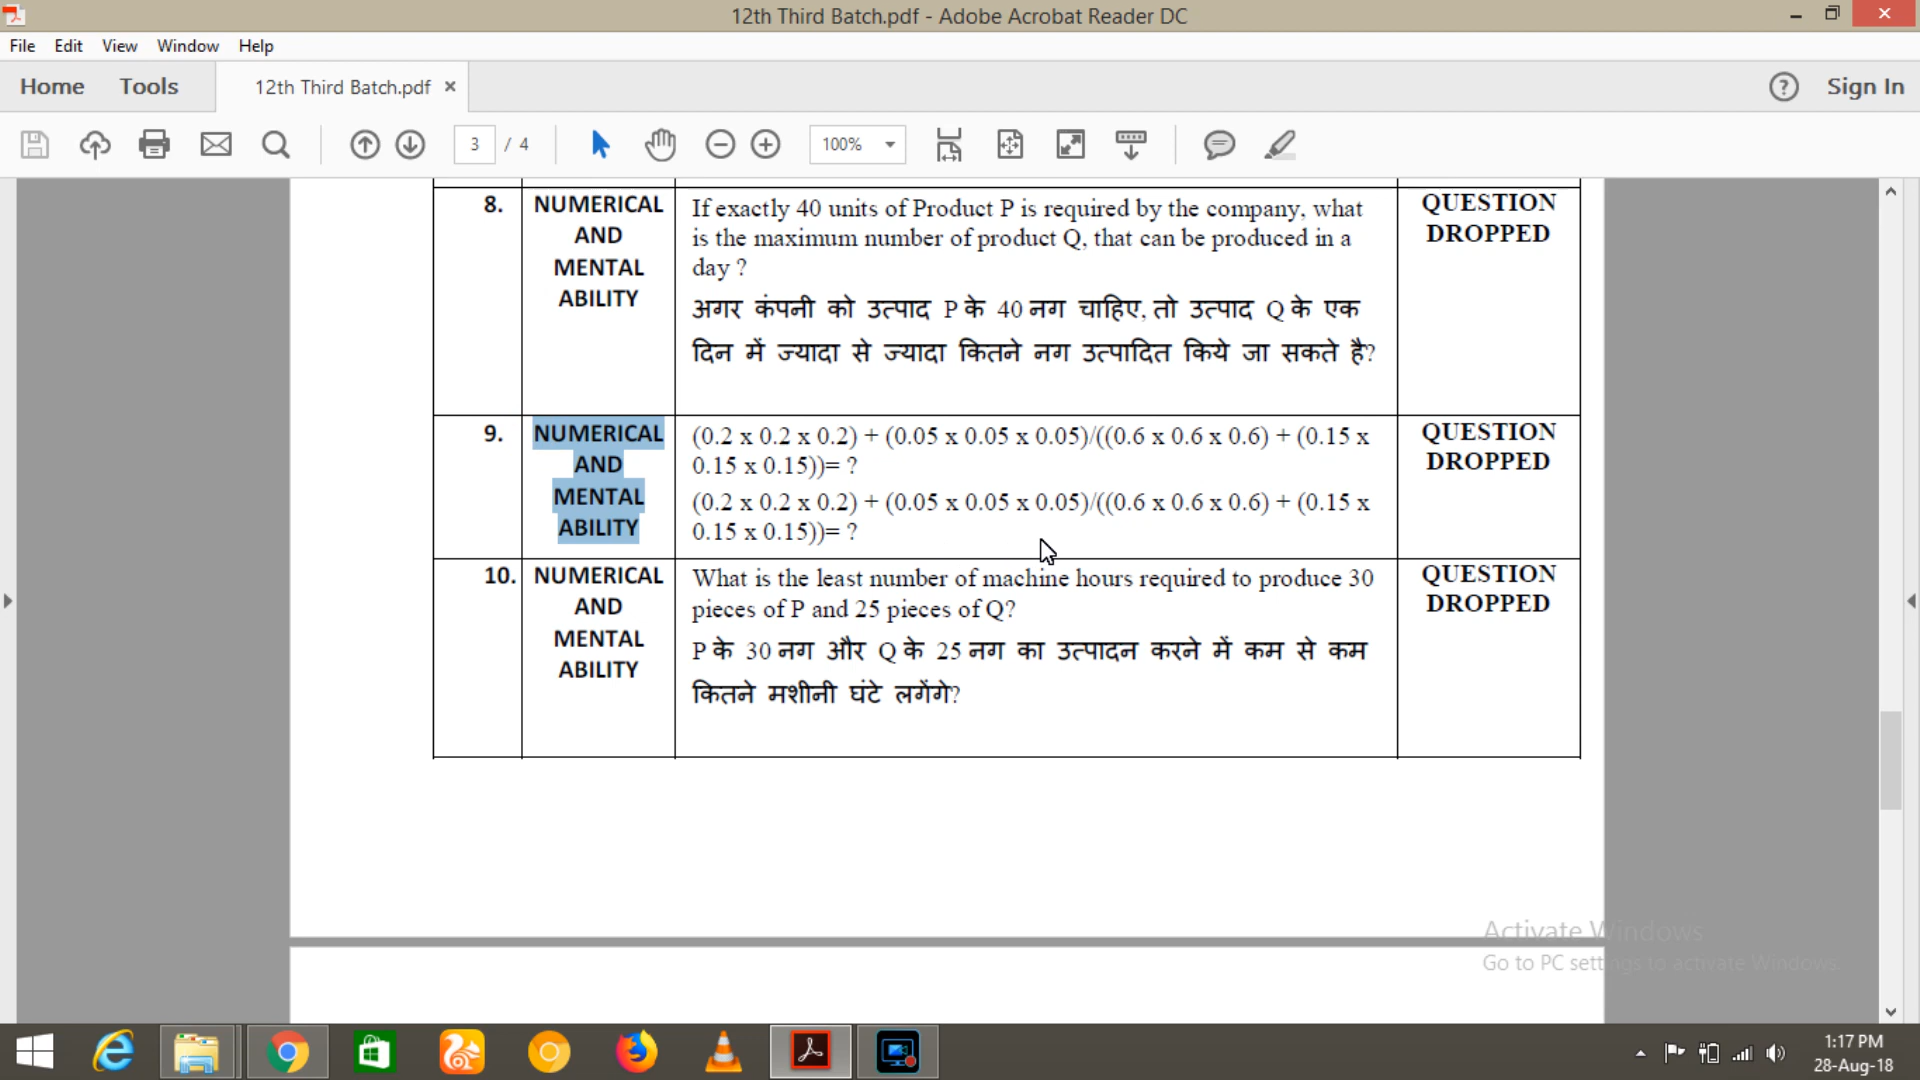 12th Third Batch.pdf - Adobe Acrobat Reader DC
File Edit View Window Help
Home Tools 12th Third Batch.pdf × ? Sign In
3 / 4 100%
8. NUMERICAL AND MENTAL ABILITY
If exactly 40 units of Product P is required by the company, what
is the maximum number of product Q, that can be produced in a
day ?
अगर कंपनी को उत्पाद P के 40 नग चाहिए, तो उत्पाद Q के एक
दिन में ज्यादा से ज्यादा कितने नग उत्पादित किये जा सकते है?
QUESTION
DROPPED
9. NUMERICAL AND MENTAL ABILITY
(0.2 x 0.2 x 0.2) + (0.05 x 0.05 x 0.05)/((0.6 x 0.6 x 0.6) + (0.15 x
0.15 x 0.15))= ?
(0.2 x 0.2 x 0.2) + (0.05 x 0.05 x 0.05)/((0.6 x 0.6 x 0.6) + (0.15 x
0.15 x 0.15))= ?
QUESTION
DROPPED
10. NUMERICAL AND MENTAL ABILITY
What is the least number of machine hours required to produce 30
pieces of P and 25 pieces of Q?
P के 30 नग और Q के 25 नग का उत्पादन करने में कम से कम
कितने मशीनी घंटे लगेंगे?
QUESTION
DROPPED
Activate Windows
Go to PC settings to activate Windows.
1:17 PM
28-Aug-18